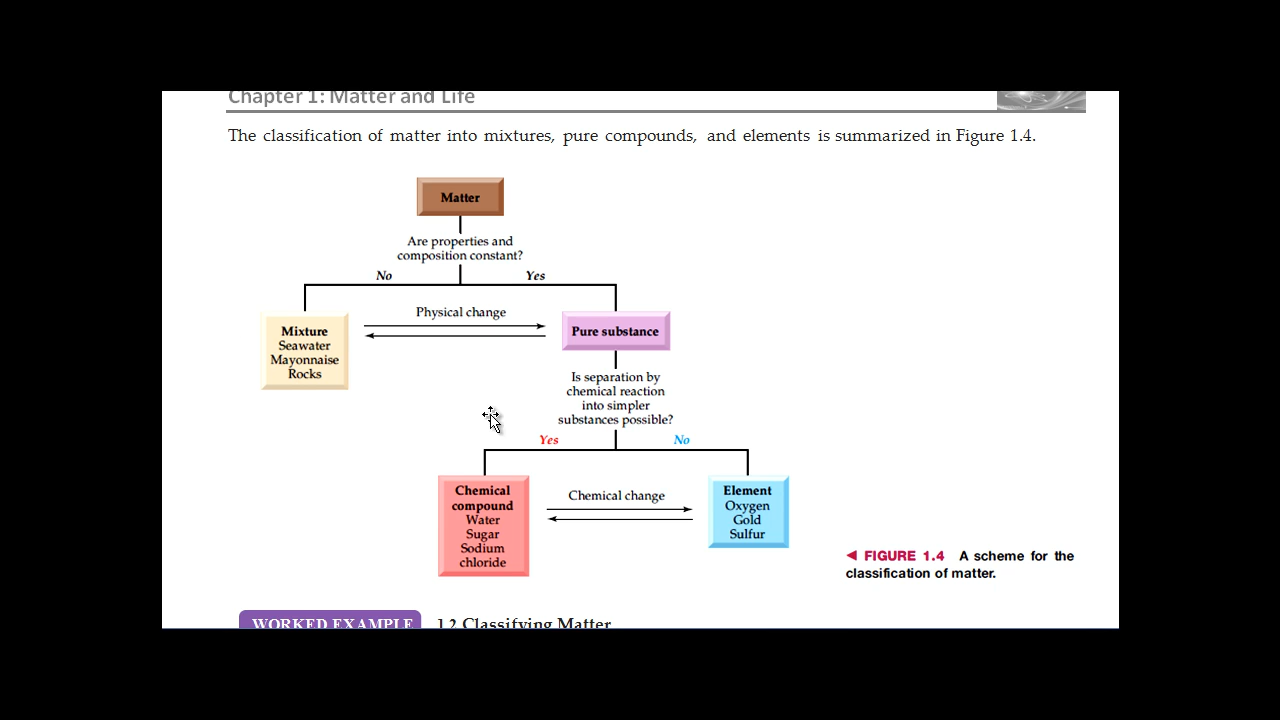 Chapter 1: Matter and Life
The classification of matter into mixtures, pure compounds, and elements is summarized in Figure 1.4.
Matter
Are properties and
composition constant?
No
Yes
Physical change
Mixture
Seawater
Mayonnaise
Rocks
Pure substance
Is separation by
chemical reaction
into simpler
substances possible?
Yes
No
Chemical
compound
Water
Sugar
Sodium
chloride
Chemical change
Element
Oxygen
Gold
Sulfur
◄ FIGURE 1.4 A scheme for the
classification of matter.
WORKED EXAMPLE 1.2 Classifying Matter